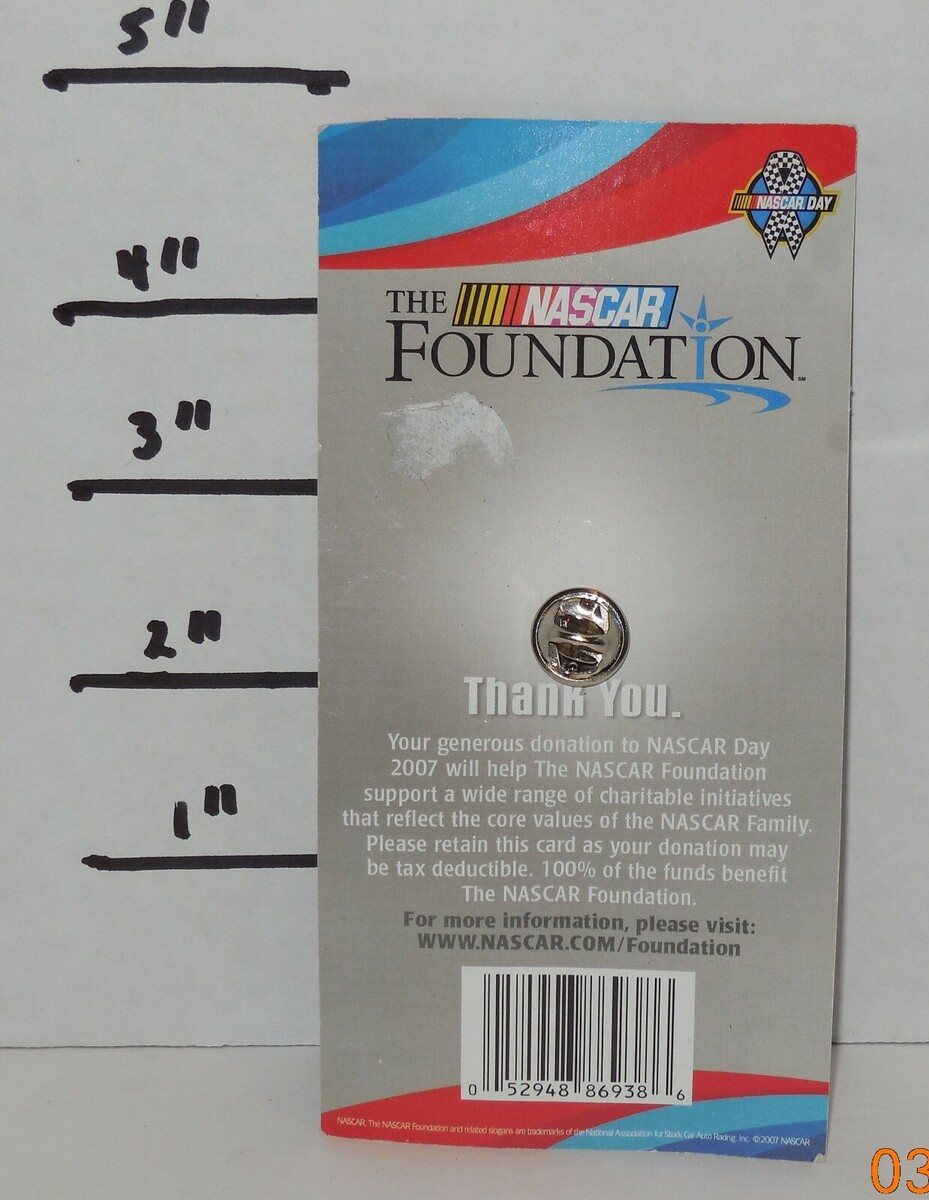 5"
4"
3"
2"
1"
NASCAR DAY
THE NASCAR
FOUNDATION SM
Thank You.
Your generous donation to NASCAR Day
2007 will help The NASCAR Foundation
support a wide range of charitable initiatives
that reflect the core values of the NASCAR Family.
Please retain this card as your donation may
be tax deductible. 100% of the funds benefit
The NASCAR Foundation.
For more information, please visit:
WWW.NASCAR.COM/Foundation
0 52948 86938 6
NASCAR, The NASCAR Foundation and related slogans are trademarks of the National Association for Stock Car Auto Racing, Inc. ©2007 NASCAR
03